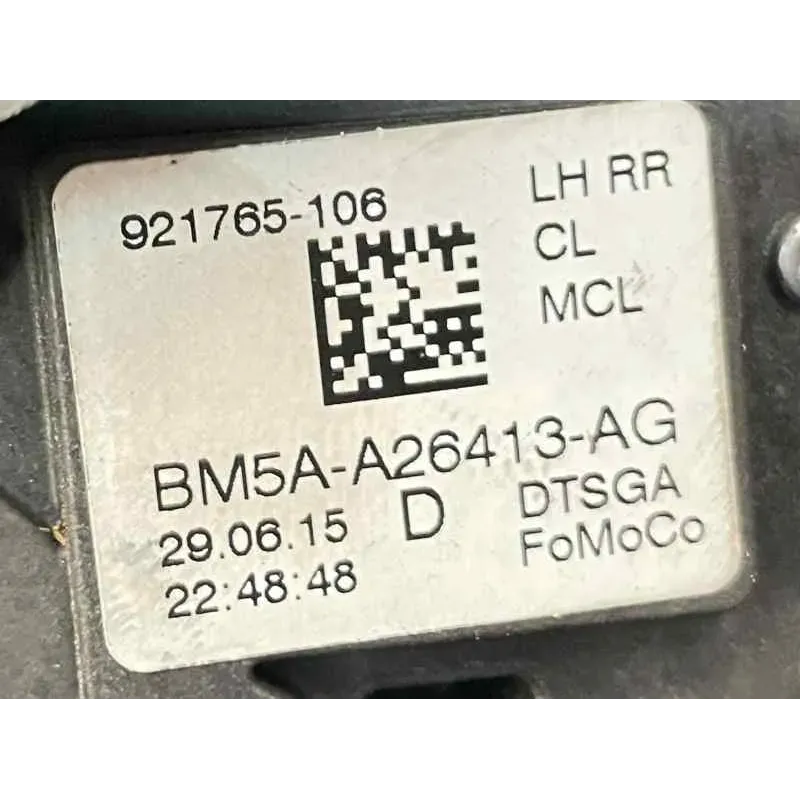 921765-106
LH RR
CL
MCL
BM5A-A26413-AG
29.06.15 D DTSGA
22:48:48 FoMoCo